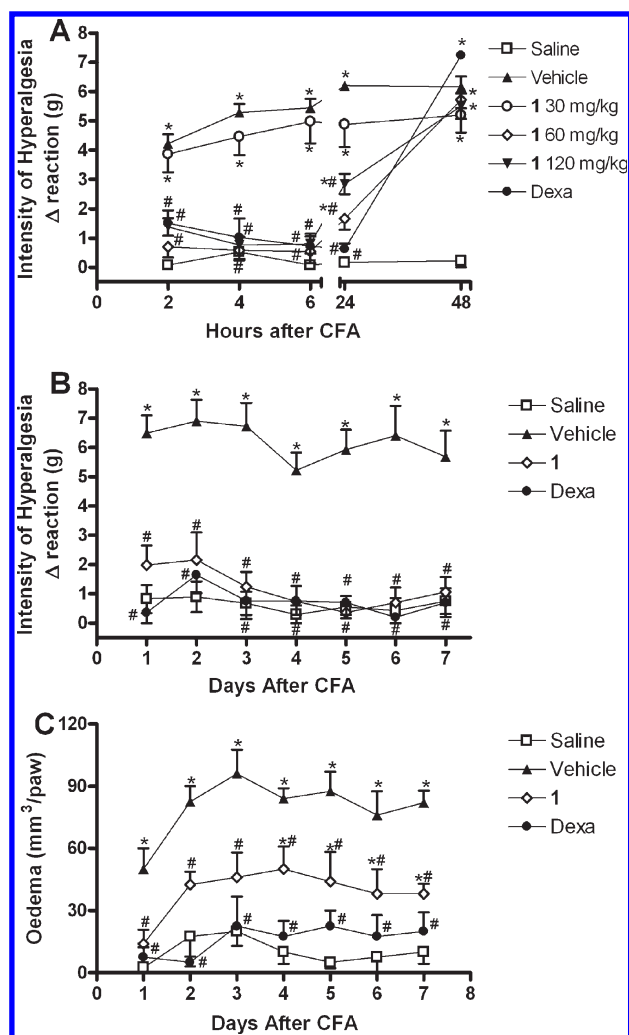 A
Intensity of Hyperalgesia
Δ reaction (g)
8
7
6
5
4
3
2
1
0
0 2 4 6 24 48
Hours after CFA
Saline
Vehicle
1 30 mg/kg
1 60 mg/kg
1 120 mg/kg
Dexa
* * * * *
* * * * *
* *
*#
*#
# # #
# # #
# # #
# #
B
Intensity of Hyperalgesia
Δ reaction (g)
8
7
6
5
4
3
2
1
0
0 1 2 3 4 5 6 7
Days After CFA
Saline
Vehicle
1
Dexa
* * * * * * *
# # # # # # #
# # # # # # #
C
Oedema (mm³/paw)
120
90
60
30
0
0 1 2 3 4 5 6 7 8
Days After CFA
Saline
Vehicle
1
Dexa
* * * * * * *
# # # *# *# *# *#
# # # # # # #